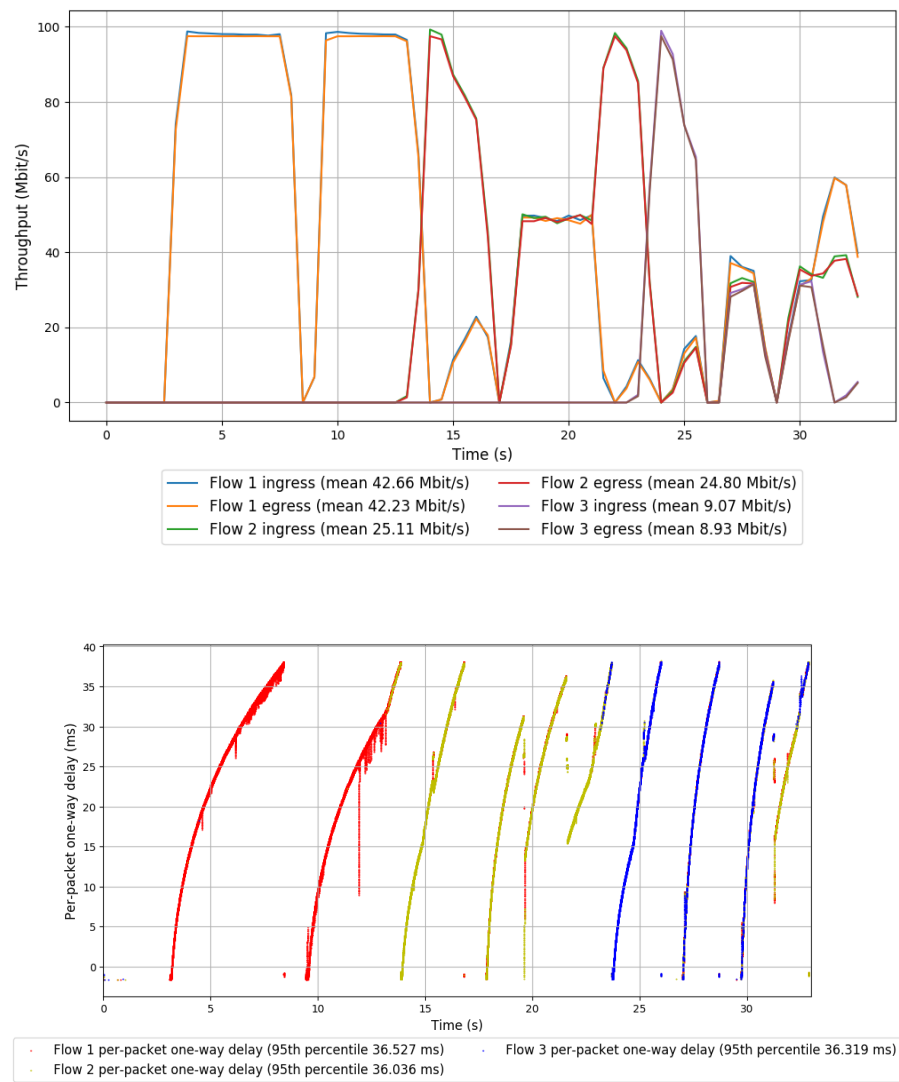 100
80
60
40
20
0
Throughput (Mbit/s)
0 5 10 15 20 25 30
Time (s)
Flow 1 ingress (mean 42.66 Mbit/s) Flow 2 egress (mean 24.80 Mbit/s)
Flow 1 egress (mean 42.23 Mbit/s) Flow 3 ingress (mean 9.07 Mbit/s)
Flow 2 ingress (mean 25.11 Mbit/s) Flow 3 egress (mean 8.93 Mbit/s)
40
35
30
25
20
15
10
5
0
Per-packet one-way delay (ms)
0 5 10 15 20 25 30
Time (s)
Flow 1 per-packet one-way delay (95th percentile 36.527 ms) Flow 3 per-packet one-way delay (95th percentile 36.319 ms)
Flow 2 per-packet one-way delay (95th percentile 36.036 ms)